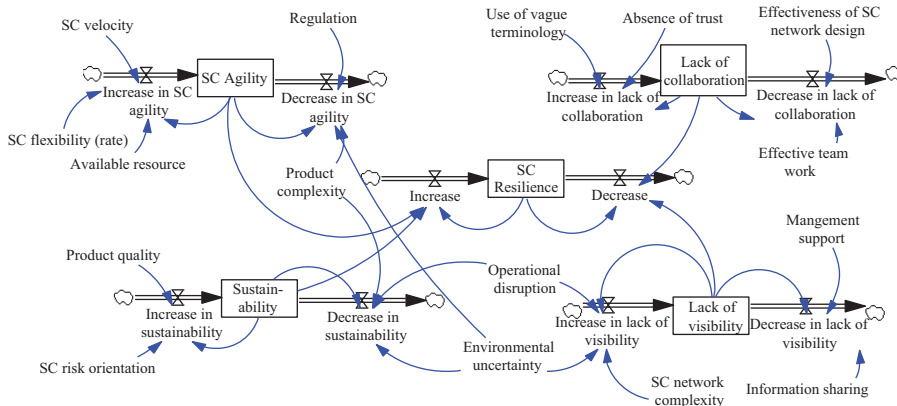 SC velocity
Regulation
Use of vague
terminology
Absence of trust
Effectiveness of SC
network design
SC Agility
Lack of
collaboration
Increase in SC
agility
Decrease in SC
agility
Increase in lack of
collaboration
Decrease in lack of
collaboration
SC flexibility (rate)
Available resource
Product
complexity
Effective team
work
SC
Resilience
Increase
Decrease
Product quality
Sustain-
ability
Operational
disruption
Mangement
support
Increase in
sustainability
Decrease in
sustainability
Increase in lack of
visibility
Lack of
visibility
Decrease in lack of
visibility
SC risk orientation
Environmental
uncertainty
SC network
complexity
Information sharing